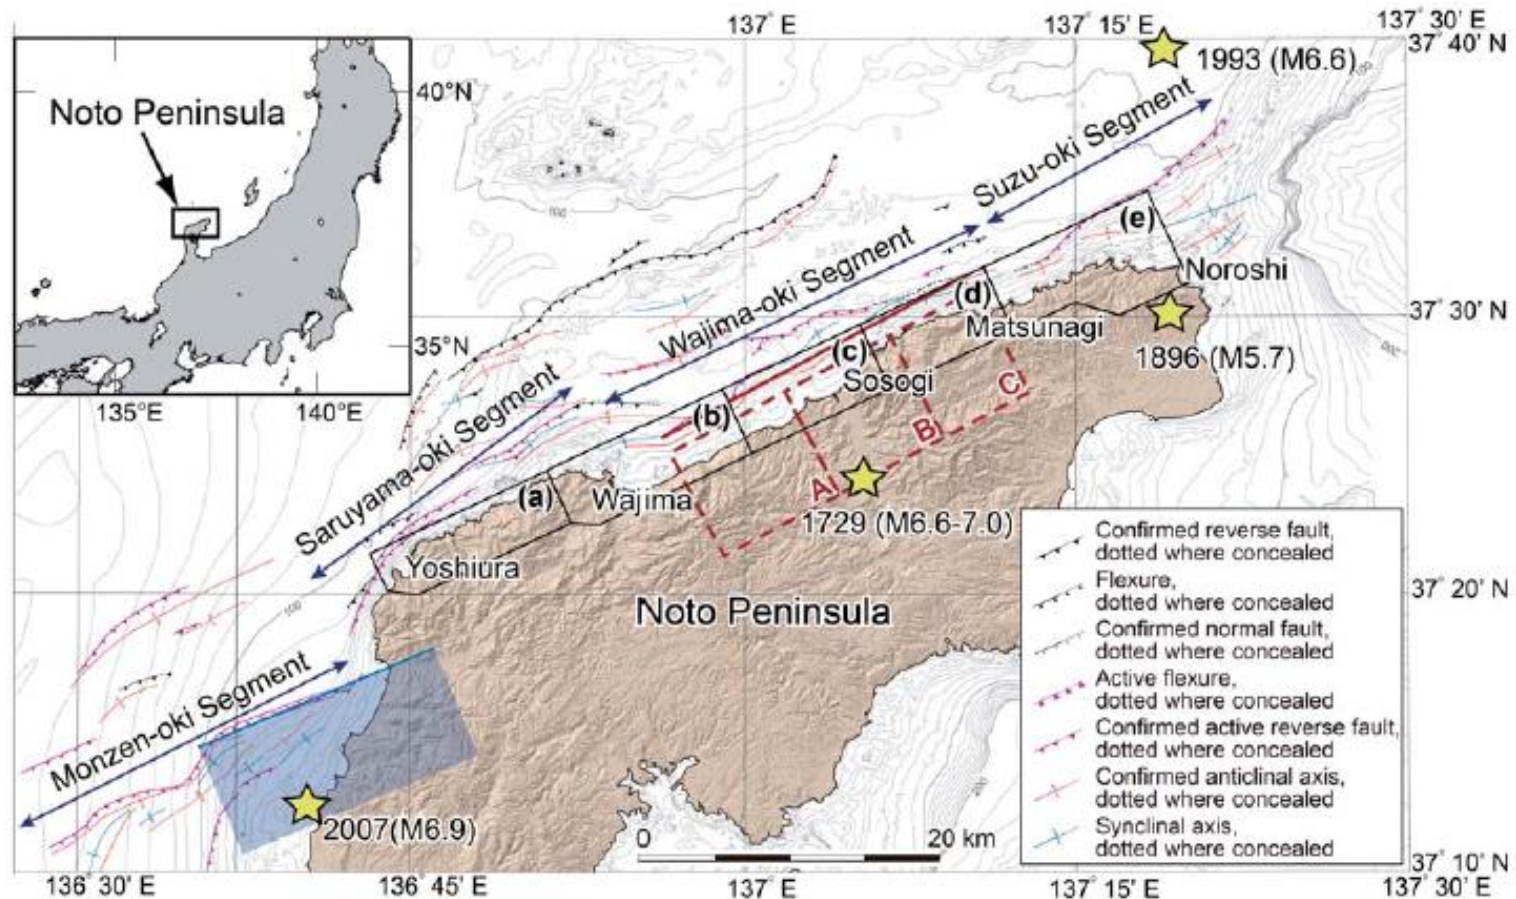 137° E
137° 15' E
137° 30' E
37° 40' N
1993 (M6.6)
Noto Peninsula
40°N
35°N
135°E
140°E
Suzu-oki Segment
Wajima-oki Segment
Saruyama-oki Segment
Monzen-oki Segment
(e)
(d)
(c)
(b)
(a)
Noroshi
37° 30' N
Matsunagi
1896 (M5.7)
Sosogi
C
B
A
Wajima
1729 (M6.6-7.0)
Yoshiura
100
100
100
Noto Peninsula
37° 20' N
2007(M6.9)
0
20 km
Confirmed reverse fault,
dotted where concealed
Flexure,
dotted where concealed
Confirmed normal fault,
dotted where concealed
Active flexure,
dotted where concealed
Confirmed active reverse fault,
dotted where concealed
Confirmed anticlinal axis,
dotted where concealed
Synclinal axis,
dotted where concealed
37° 10' N
136° 30' E
136° 45' E
137° E
137° 15' E
137° 30' E